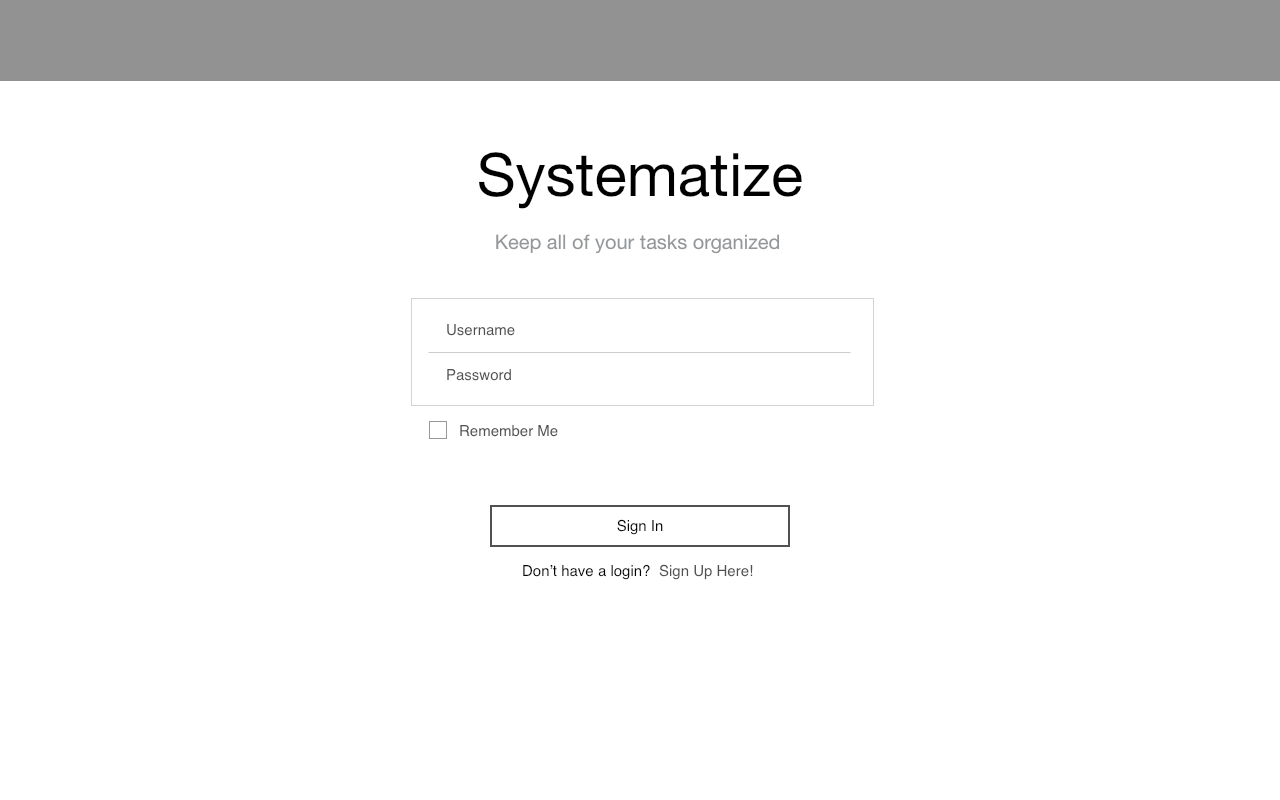 Systematize
Keep all of your tasks organized
Username
Password
Remember Me
Sign In
Don’t have a login? Sign Up Here!